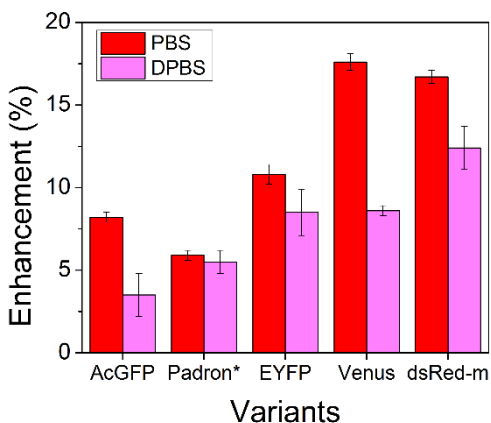 PBS
DPBS
Enhancement (%)
20
15
10
5
0
AcGFP Padron* EYFP Venus dsRed-m
Variants